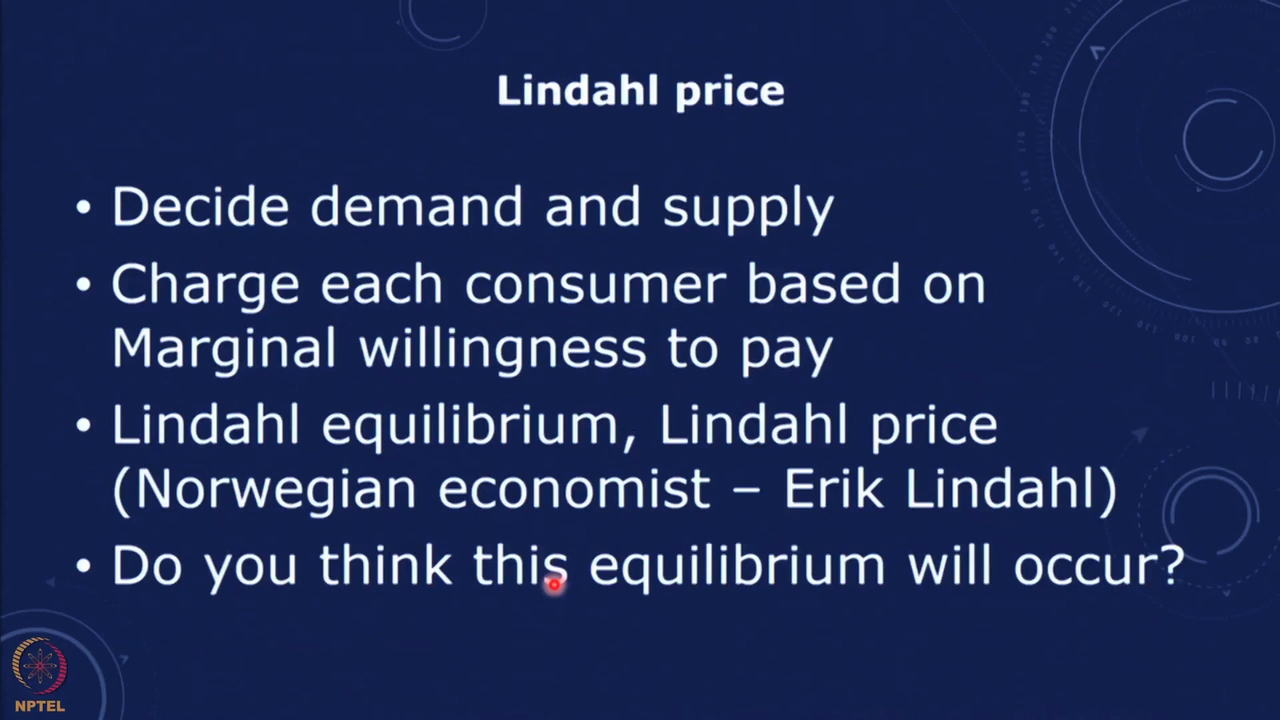 Lindahl price
• Decide demand and supply
• Charge each consumer based on
Marginal willingness to pay
• Lindahl equilibrium, Lindahl price
(Norwegian economist – Erik Lindahl)
• Do you think this equilibrium will occur?
NPTEL